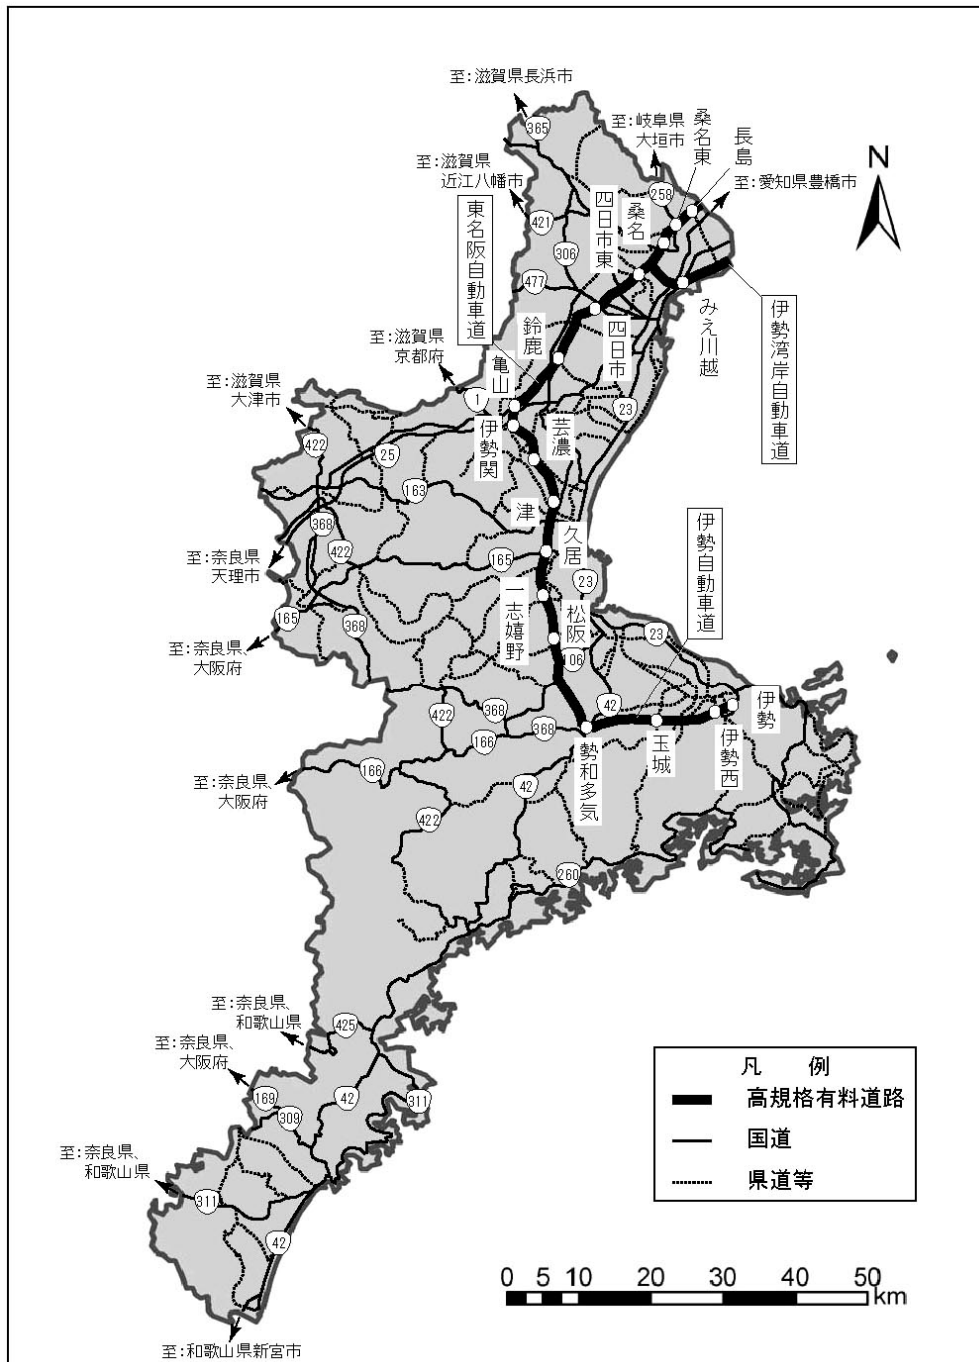 至:滋賀県長浜市
365
至:岐阜県
大垣市
桑名東
長島
至:愛知県豊橋市
N
至:滋賀県
近江八幡市
258
421
桑名
四日市東
東名阪自動車道
306
477
みえ川越
伊勢湾岸自動車道
四日市
鈴鹿
至:滋賀県
京都府
亀山
1
至:滋賀県
大津市
23
422
伊勢関
芸濃
25
163
368
津
422
久居
伊勢自動車道
165
至:奈良県
天理市
23
一志嬉野
松阪
165
368
23
至:奈良県、
大阪府
106
42
422
368
368
166
伊勢
伊勢西
玉城
勢和多気
至:奈良県、
大阪府
166
42
422
260
至:奈良県、
和歌山県
425
至:奈良県、
大阪府
169
42
311
309
凡 例
高規格有料道路
国道
県道等
至:奈良県、
和歌山県
311
42
0 5 10 20 30 40 50
km
至:和歌山県新宮市